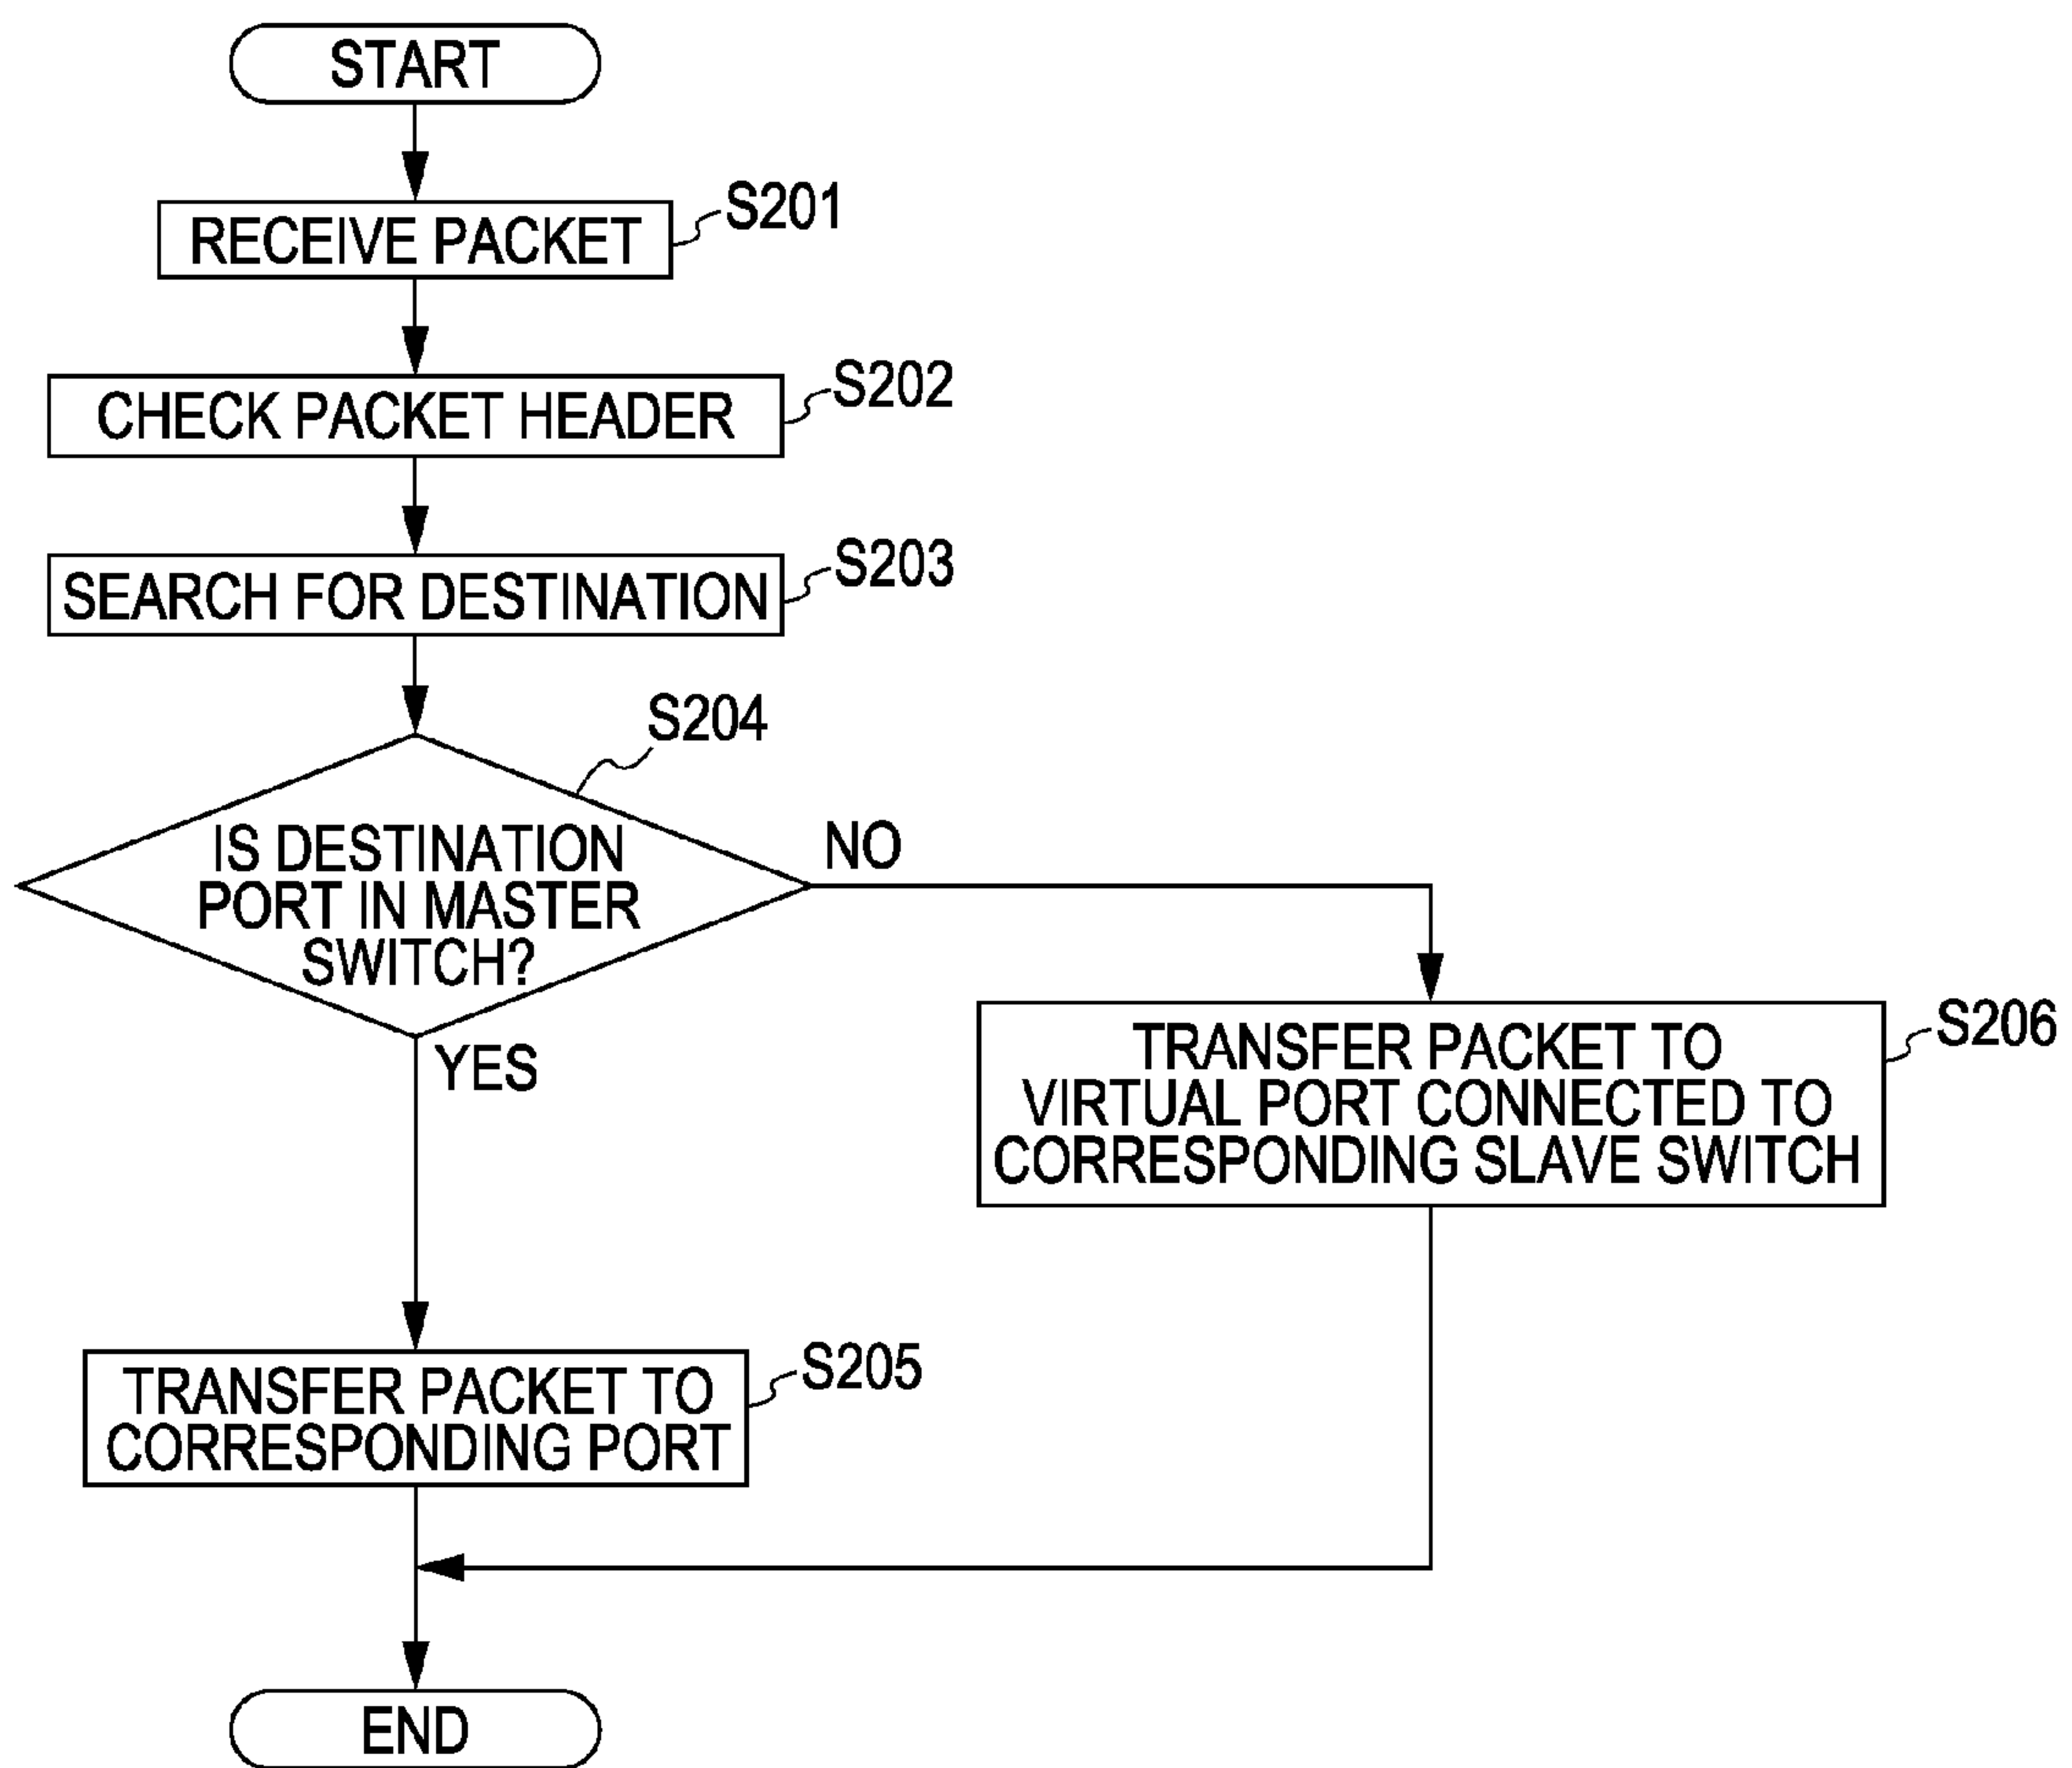 START
S201
RECEIVE PACKET
S202
CHECK PACKET HEADER
S203
SEARCH FOR DESTINATION
S204
IS DESTINATION
PORT IN MASTER
SWITCH?
NO
YES
S206
TRANSFER PACKET TO
VIRTUAL PORT CONNECTED TO
CORRESPONDING SLAVE SWITCH
S205
TRANSFER PACKET TO
CORRESPONDING PORT
END